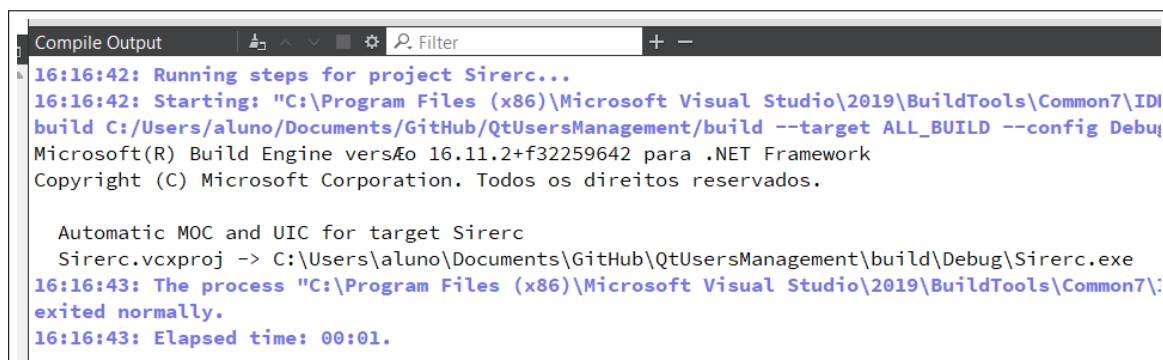 Compile Output Filter
16:16:42: Running steps for project Sirerc...
16:16:42: Starting: "C:\Program Files (x86)\Microsoft Visual Studio\2019\BuildTools\Common7\IDE
build C:/Users/aluno/Documents/GitHub/QtUsersManagement/build --target ALL_BUILD --config Debug
Microsoft(R) Build Engine versÆo 16.11.2+f32259642 para .NET Framework
Copyright (C) Microsoft Corporation. Todos os direitos reservados.
Automatic MOC and UIC for target Sirerc
Sirerc.vcxproj -> C:\Users\aluno\Documents\GitHub\QtUsersManagement\build\Debug\Sirerc.exe
16:16:43: The process "C:\Program Files (x86)\Microsoft Visual Studio\2019\BuildTools\Common7\I
exited normally.
16:16:43: Elapsed time: 00:01.